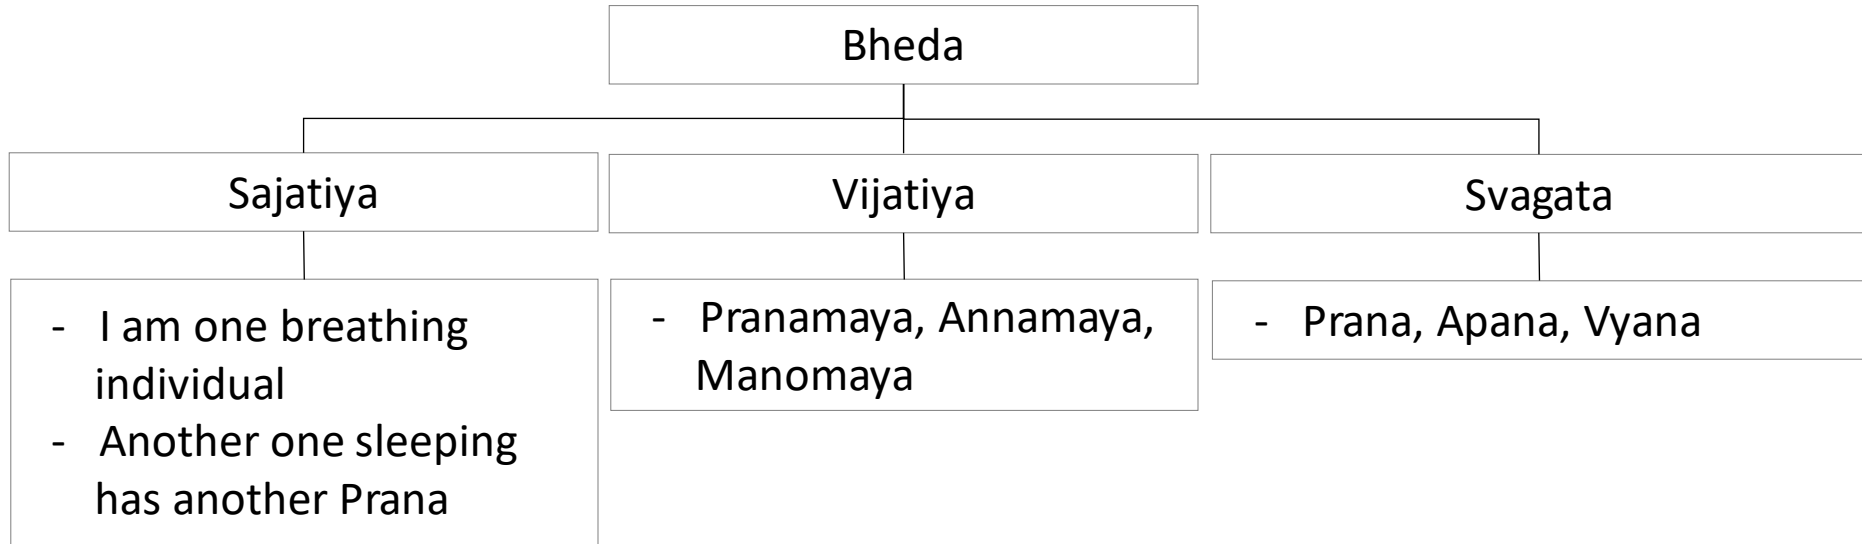 Bheda
Sajatiya
Vijatiya
Svagata
- I am one breathing
individual
- Another one sleeping
has another Prana
- Pranamaya, Annamaya,
Manomaya
- Prana, Apana, Vyana